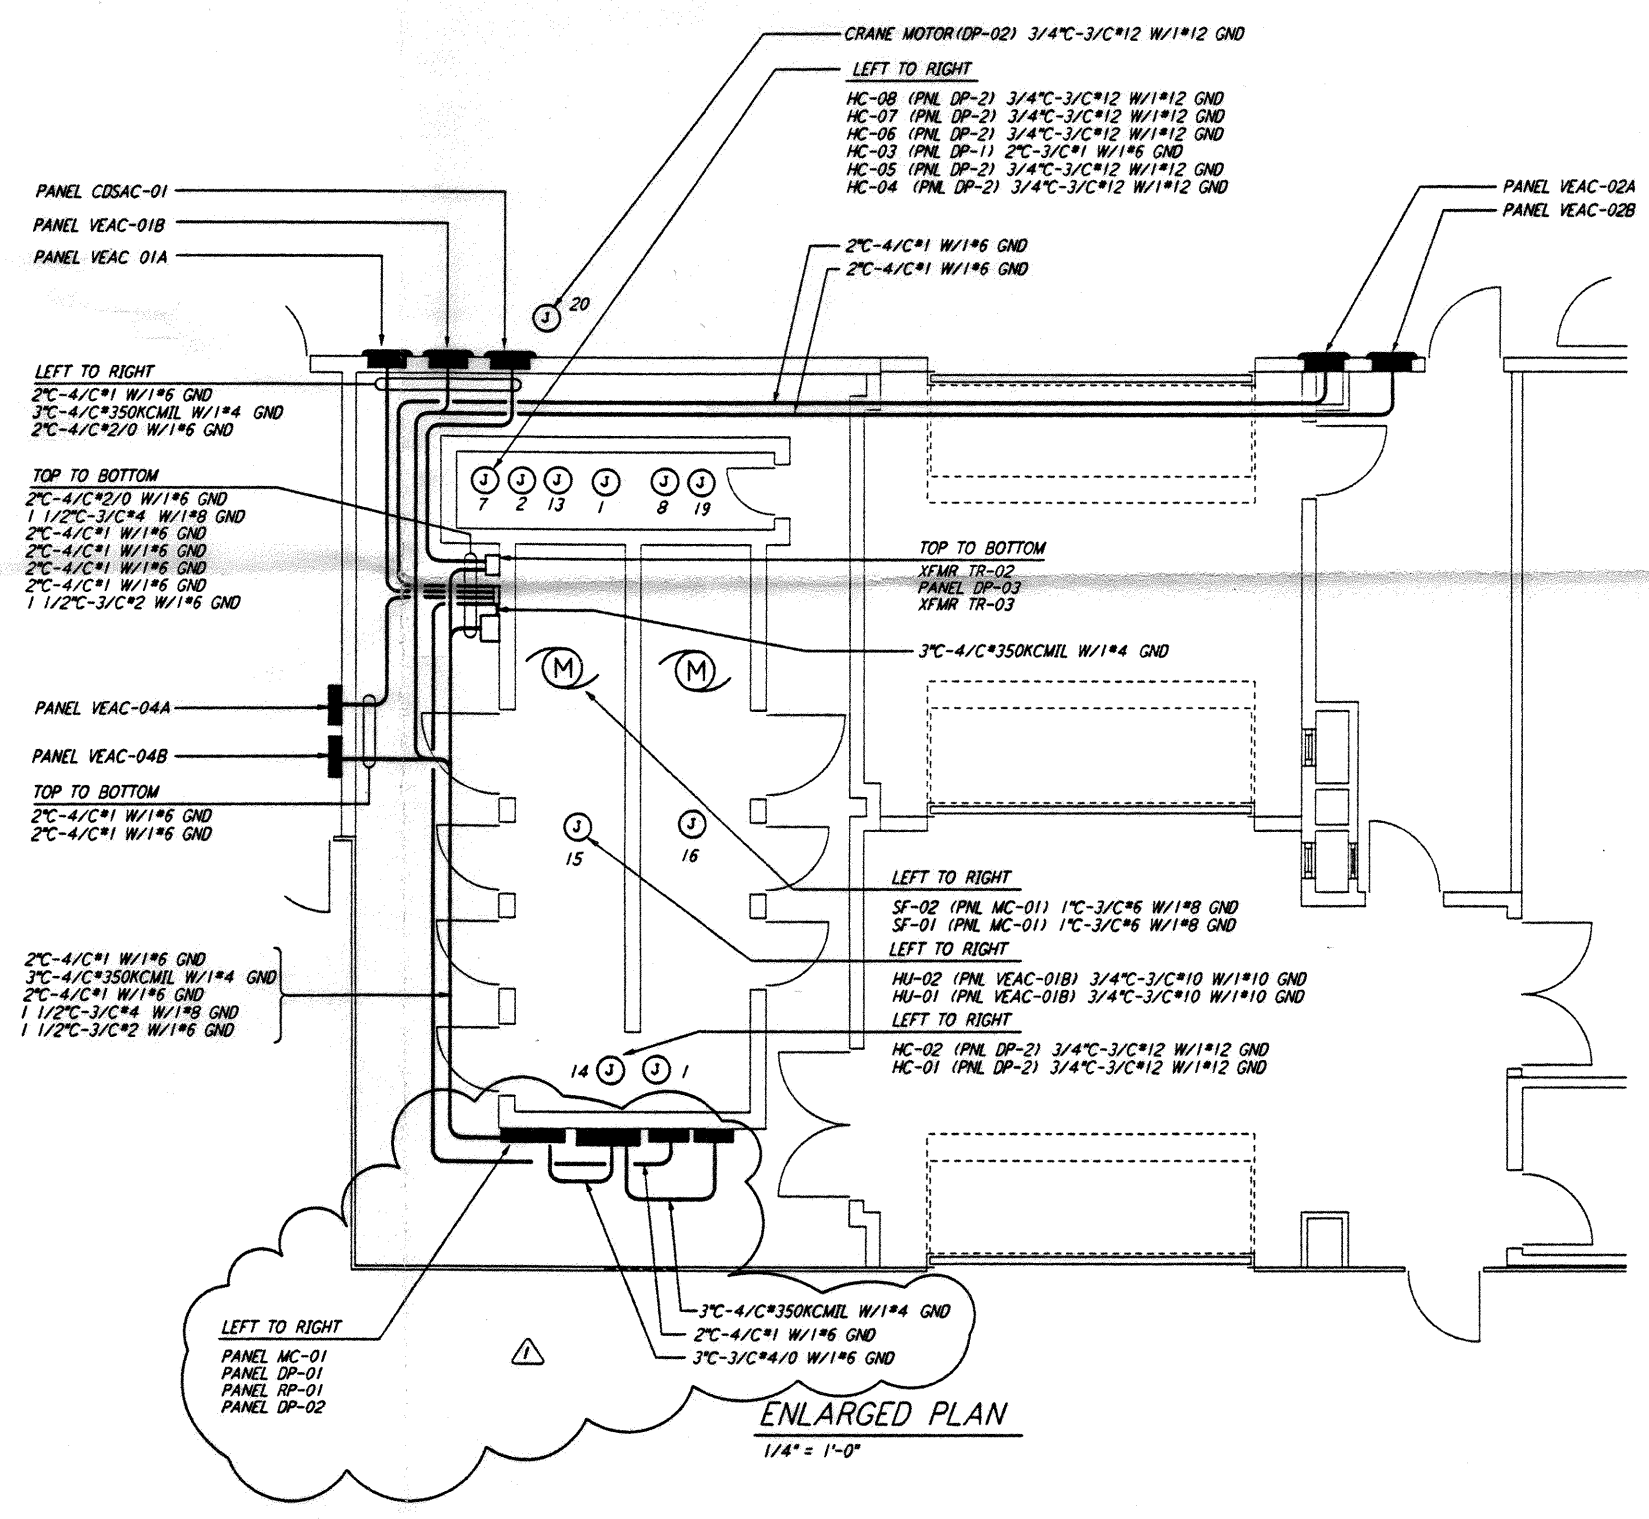 CRANE MOTOR(DP-02) 3/4"C-3/C#12 W/1#12 GND
LEFT TO RIGHT
HC-08 (PNL DP-2) 3/4"C-3/C#12 W/1#12 GND
HC-07 (PNL DP-2) 3/4"C-3/C#12 W/1#12 GND
HC-06 (PNL DP-2) 3/4"C-3/C#12 W/1#12 GND
HC-03 (PNL DP-1) 2"C-3/C#1 W/1#6 GND
HC-05 (PNL DP-2) 3/4"C-3/C#12 W/1#12 GND
HC-04 (PNL DP-2) 3/4"C-3/C#12 W/1#12 GND
PANEL CDSAC-01
PANEL VEAC-01B
PANEL VEAC 01A
PANEL VEAC-02A
PANEL VEAC-02B
2"C-4/C#1 W/1#6 GND
2"C-4/C#1 W/1#6 GND
J 20
LEFT TO RIGHT
2"C-4/C#1 W/1#6 GND
3"C-4/C#350KCMIL W/1#4 GND
2"C-4/C#2/0 W/1#6 GND
TOP TO BOTTOM
2"C-4/C#2/0 W/1#6 GND
1 1/2"C-3/C#4 W/1#8 GND
2"C-4/C#1 W/1#6 GND
2"C-4/C#1 W/1#6 GND
2"C-4/C#1 W/1#6 GND
2"C-4/C#1 W/1#6 GND
1 1/2"C-3/C#2 W/1#6 GND
J J J J J J
7 2 13 1 8 19
TOP TO BOTTOM
XFMR TR-02
PANEL DP-03
XFMR TR-03
3"C-4/C#350KCMIL W/1#4 GND
M M
PANEL VEAC-04A
PANEL VEAC-04B
TOP TO BOTTOM
2"C-4/C#1 W/1#6 GND
2"C-4/C#1 W/1#6 GND
J J
15 16
LEFT TO RIGHT
SF-02 (PNL MC-01) 1"C-3/C#6 W/1#8 GND
SF-01 (PNL MC-01) 1"C-3/C#6 W/1#8 GND
LEFT TO RIGHT
HU-02 (PNL VEAC-01B) 3/4"C-3/C#10 W/1#10 GND
HU-01 (PNL VEAC-01B) 3/4"C-3/C#10 W/1#10 GND
LEFT TO RIGHT
HC-02 (PNL DP-2) 3/4"C-3/C#12 W/1#12 GND
HC-01 (PNL DP-2) 3/4"C-3/C#12 W/1#12 GND
2"C-4/C#1 W/1#6 GND
3"C-4/C#350KCMIL W/1#4 GND
2"C-4/C#1 W/1#6 GND
1 1/2"C-3/C#4 W/1#8 GND
1 1/2"C-3/C#2 W/1#6 GND
14 J J 1
3"C-4/C#350KCMIL W/1#4 GND
2"C-4/C#1 W/1#6 GND
3"C-3/C#4/0 W/1#6 GND
LEFT TO RIGHT
PANEL MC-01
PANEL DP-01
PANEL RP-01
PANEL DP-02
1
ENLARGED PLAN
1/4" = 1'-0"